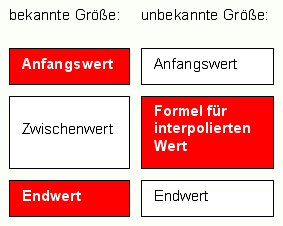 bekannte Größe: unbekannte Größe:
Anfangswert Anfangswert
Zwischenwert
Formel für
interpolierten
Wert
Endwert Endwert